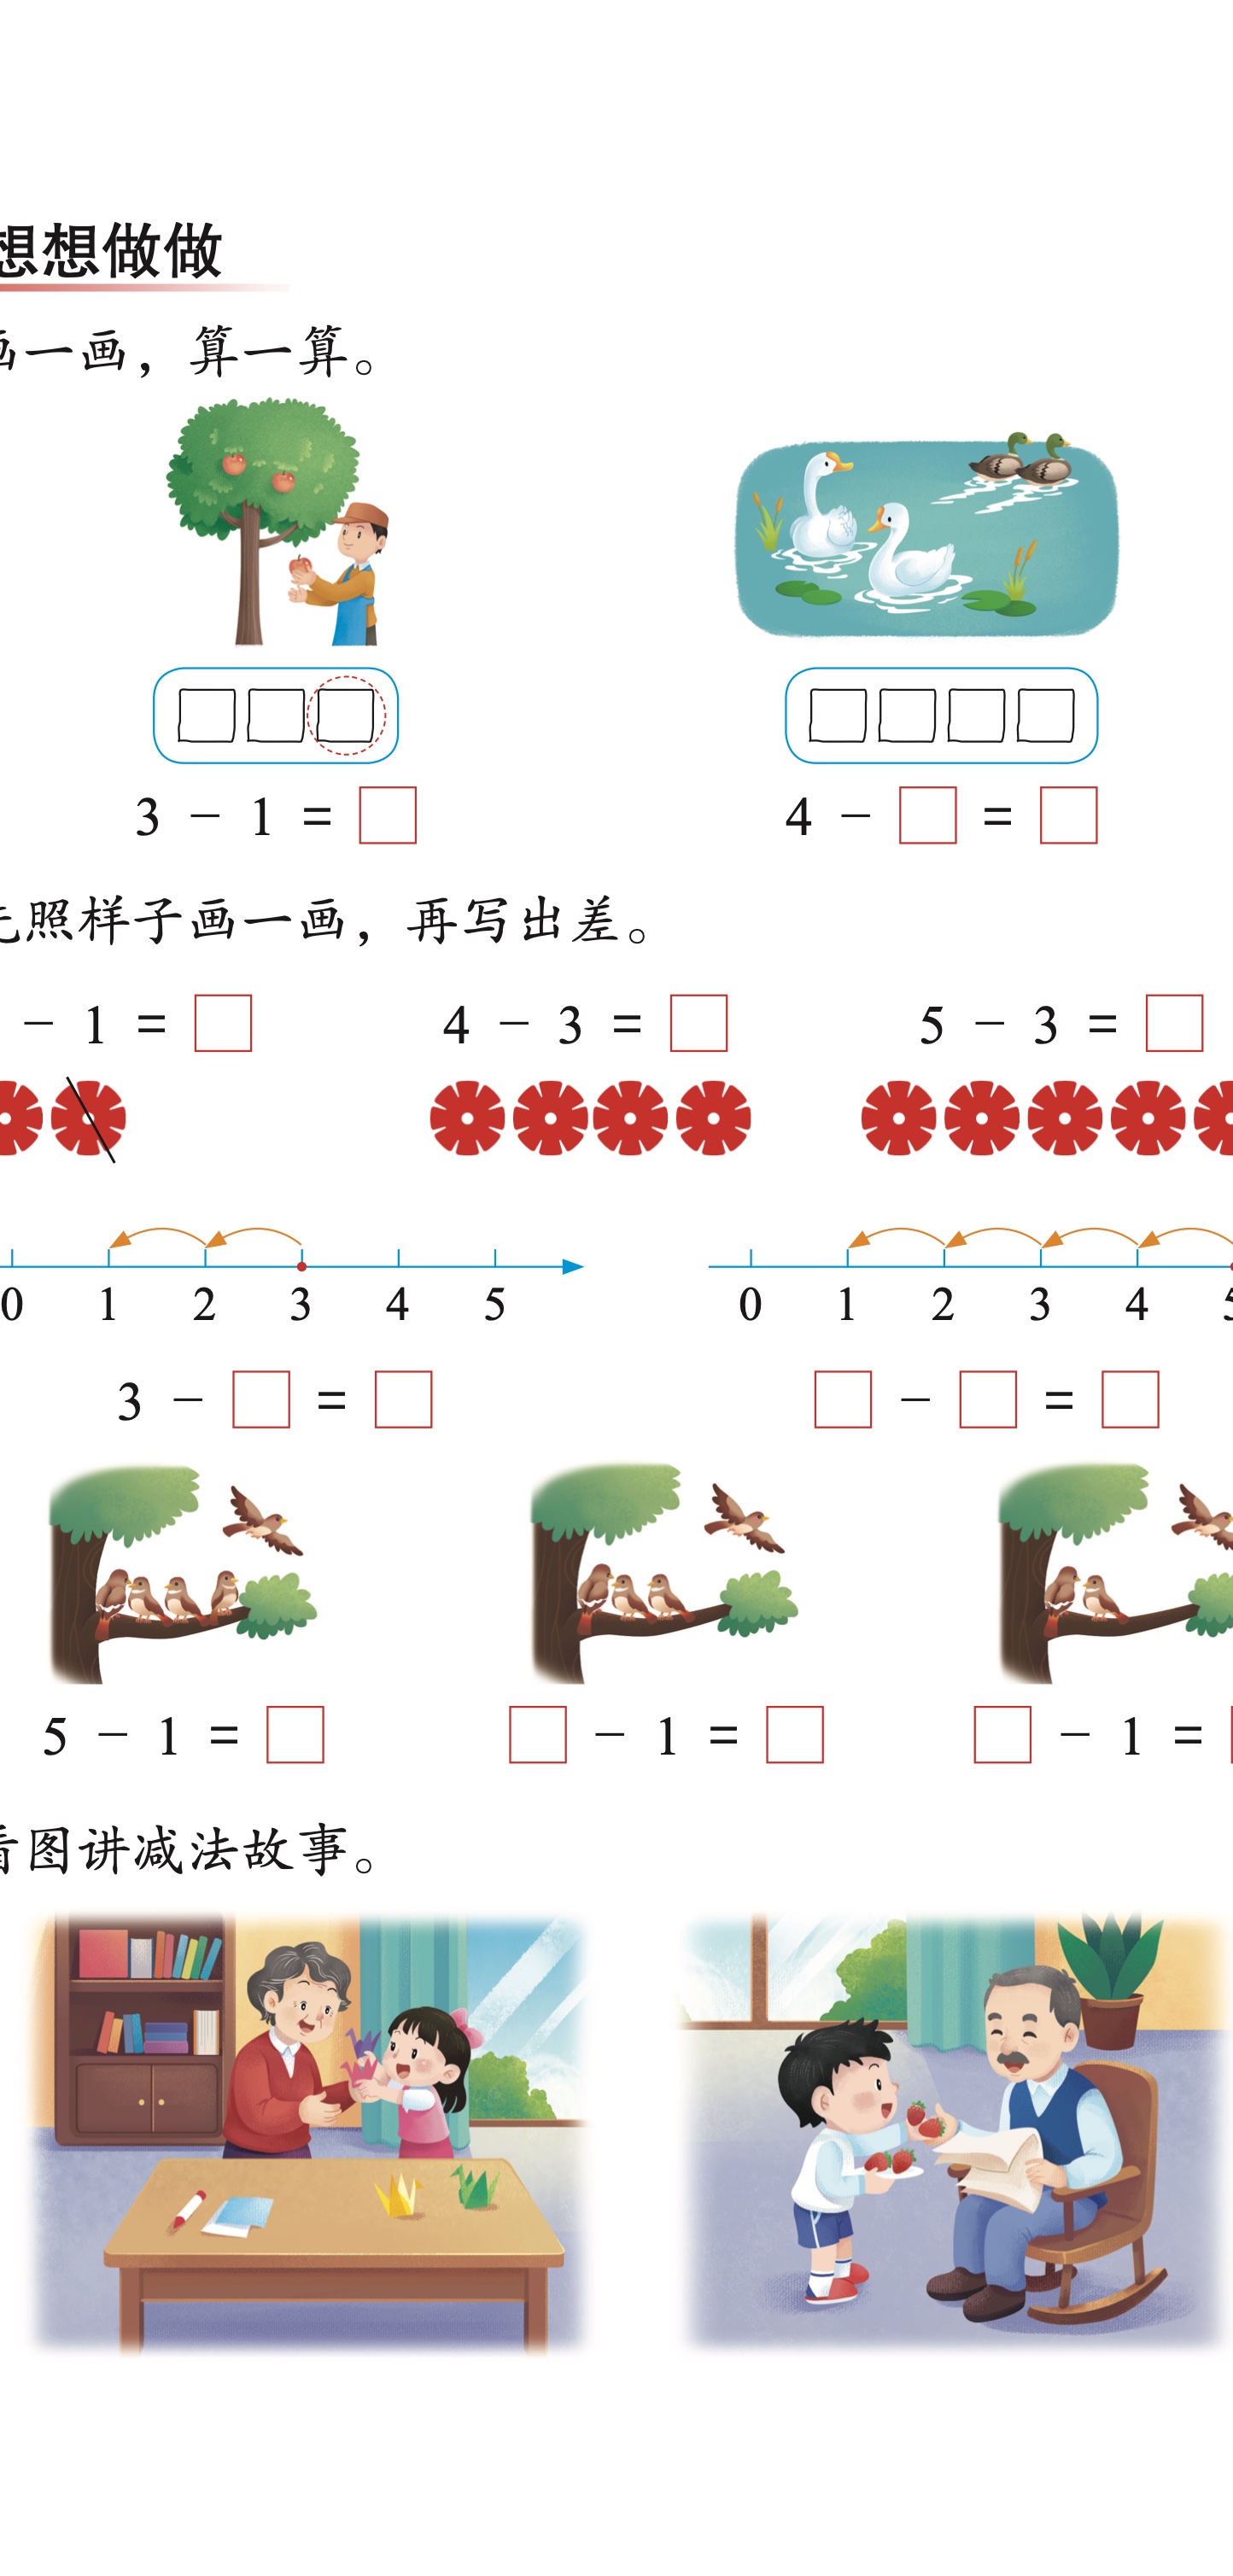 想想做做
画一画，算一算。
3 － 1 ＝ □
4 － □ ＝ □
先照样子画一画，再写出差。
－ 1 ＝ □
4 － 3 ＝ □
5 － 3 ＝ □
0 1 2 3 4 5
0 1 2 3 4 5
3 － □ ＝ □
□ － □ ＝ □
5 － 1 ＝ □
□ － 1 ＝ □
□ － 1 ＝
看图讲减法故事。